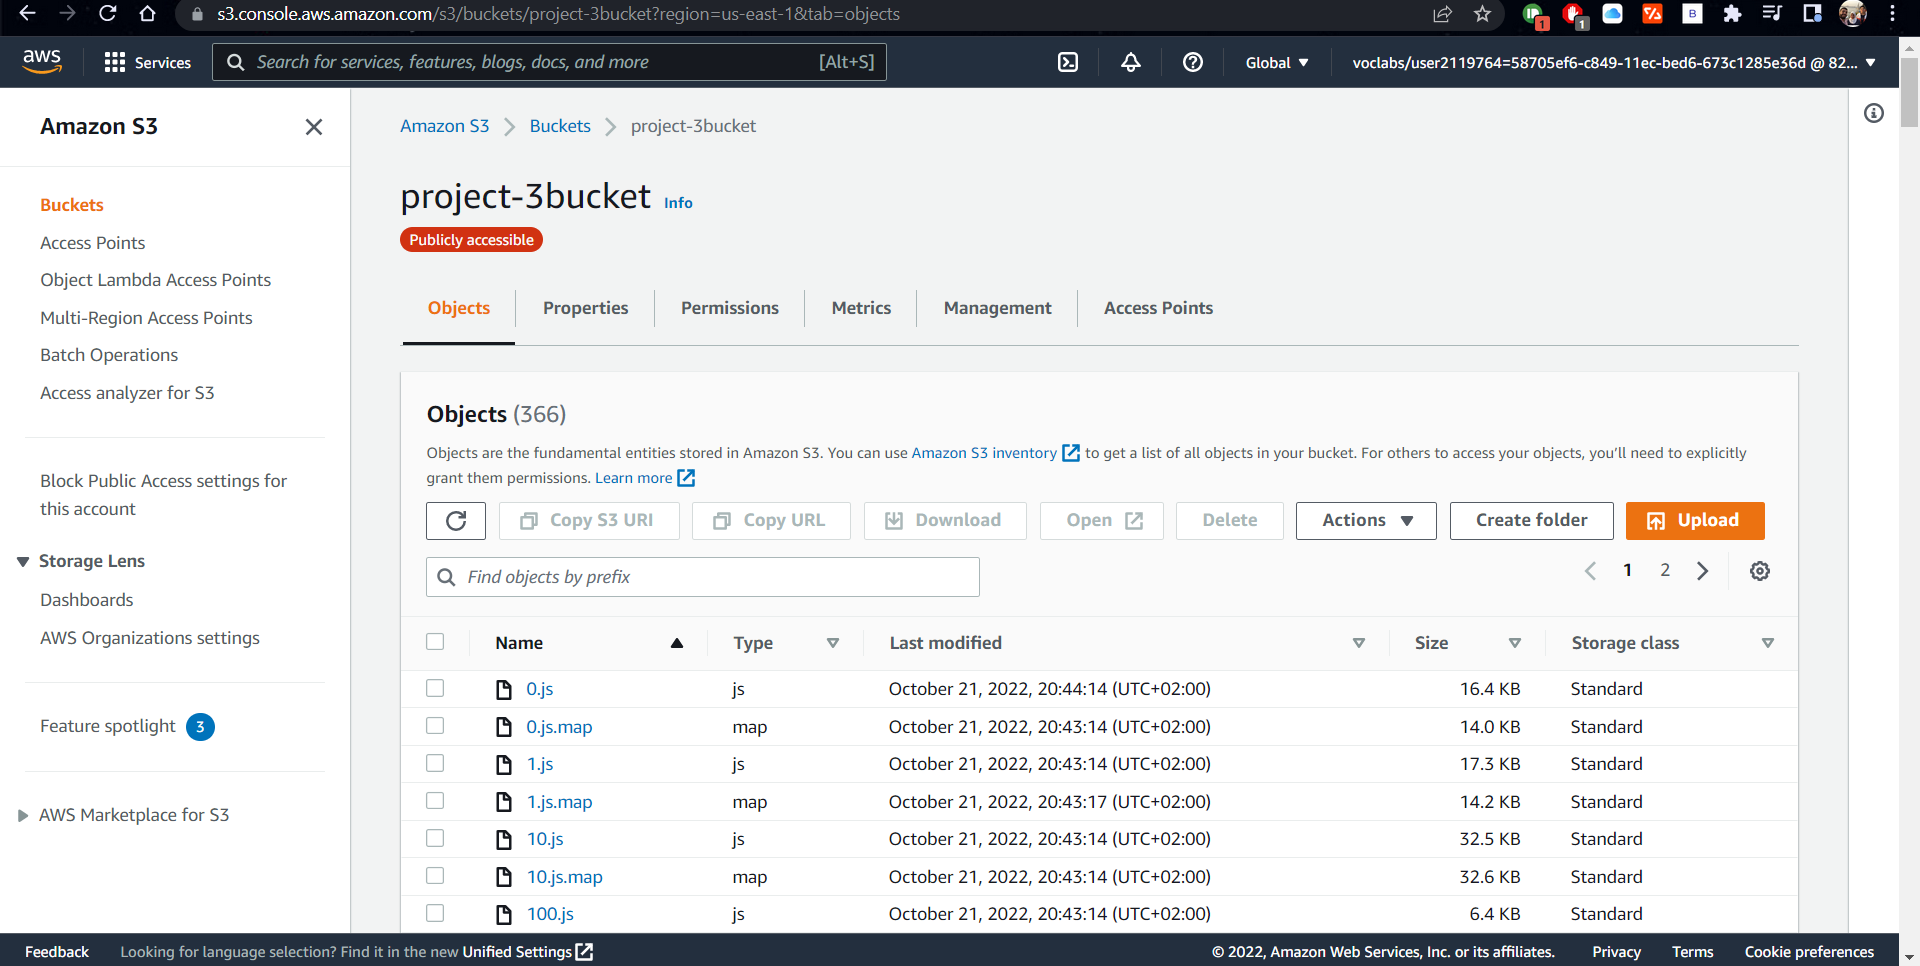 s3.console.aws.amazon.com/s3/buckets/project-3bucket?region=us-east-1&tab=objects
1
1
B
aws
Services
Search for services, features, blogs, docs, and more [Alt+S]
Global
voclabs/user2119764=58705ef6-c849-11ec-bed6-673c1285e36d @ 82...
Amazon S3
Buckets
Access Points
Object Lambda Access Points
Multi-Region Access Points
Batch Operations
Access analyzer for S3
Block Public Access settings for
this account
Storage Lens
Dashboards
AWS Organizations settings
Feature spotlight 3
AWS Marketplace for S3
Amazon S3 Buckets project-3bucket
project-3bucket Info
Publicly accessible
Objects Properties Permissions Metrics Management Access Points
Objects (366)
Objects are the fundamental entities stored in Amazon S3. You can use Amazon S3 inventory to get a list of all objects in your bucket. For others to access your objects, you'll need to explicitly
grant them permissions. Learn more
Copy S3 URI Copy URL Download Open Delete Actions Create folder Upload
Find objects by prefix
1 2
Name Type Last modified Size Storage class
0.js js October 21, 2022, 20:44:14 (UTC+02:00) 16.4 KB Standard
0.js.map map October 21, 2022, 20:43:14 (UTC+02:00) 14.0 KB Standard
1.js js October 21, 2022, 20:43:14 (UTC+02:00) 17.3 KB Standard
1.js.map map October 21, 2022, 20:43:17 (UTC+02:00) 14.2 KB Standard
10.js js October 21, 2022, 20:43:14 (UTC+02:00) 32.5 KB Standard
10.js.map map October 21, 2022, 20:43:14 (UTC+02:00) 32.6 KB Standard
100.js js October 21, 2022, 20:43:14 (UTC+02:00) 6.4 KB Standard
Feedback Looking for language selection? Find it in the new Unified Settings © 2022, Amazon Web Services, Inc. or its affiliates. Privacy Terms Cookie preferences